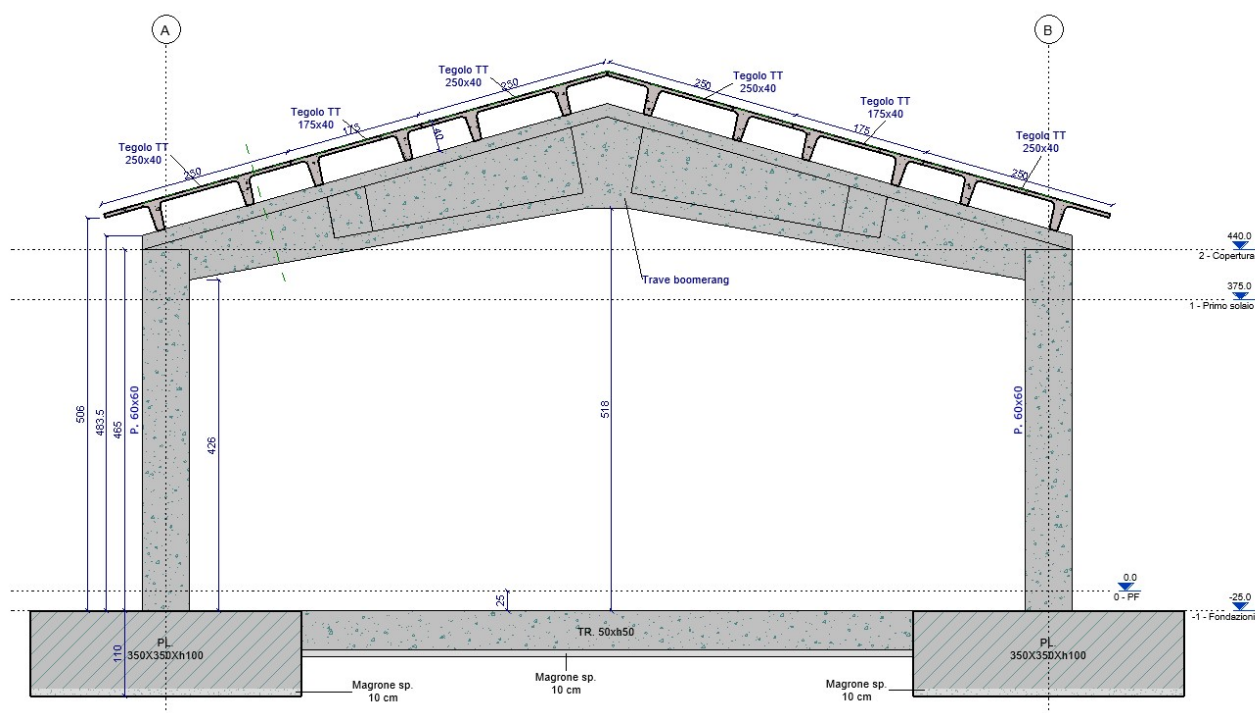 A
B
Tegolo TT
250x40
250
250
Tegolo TT
250x40
Tegolo TT
175x40
175
40
175
Tegolo TT
175x40
Tegolo TT
250x40
250
250
Tegolo TT
250x40
440.0
2 - Copertura
Trave boomerang
375.0
1 - Primo solaio
506
483.5
465
P. 60x60
426
518
P. 60x60
25
0.0
0 - PF
-25.0
-1 - Fondazioni
PL.
350X350Xh100
110
TR. 50xh50
PL.
350X350Xh100
Magrone sp.
10 cm
Magrone sp.
10 cm
Magrone sp.
10 cm